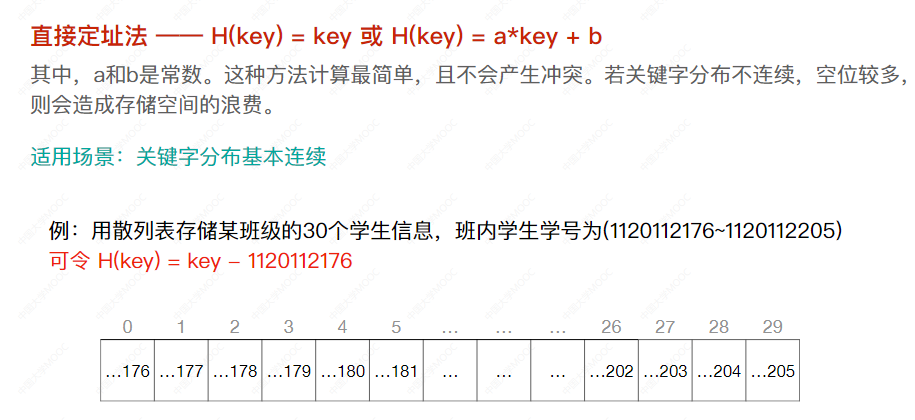 直接定址法 —— H(key) = key 或 H(key) = a*key + b
其中，a和b是常数。这种方法计算最简单，且不会产生冲突。若关键字分布不连续，空位较多，
则会造成存储空间的浪费。
适用场景：关键字分布基本连续
例：用散列表存储某班级的30个学生信息，班内学生学号为(1120112176~1120112205)
可令 H(key) = key − 1120112176
0 1 2 3 4 5 ... ... ... 26 27 28 29
...176 ...177 ...178 ...179 ...180 ...181 ... ... ... ...202 ...203 ...204 ...205